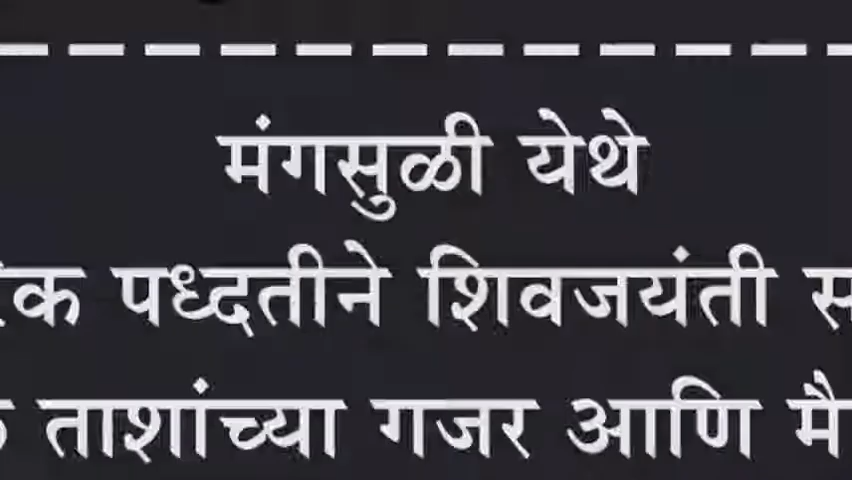 मंगसुळी येथे
पध्दतीने शिवजयंती
ताशांच्या गजर आणि